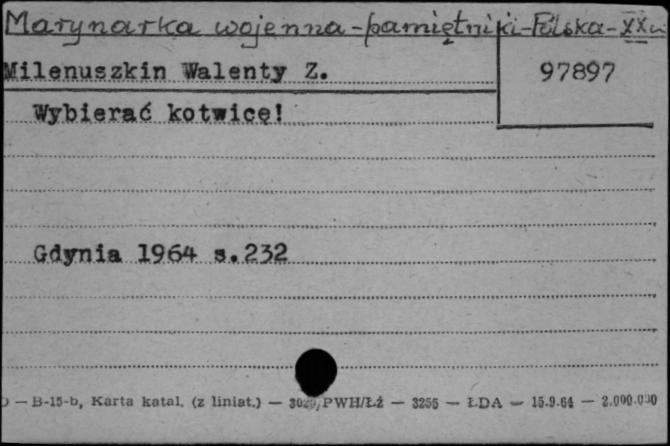 Marynarka wojenna-pamiętniki-Polska-XXw
Milenuszkin Walenty Z.
97897
Wybierać kotwicę!
Gdynia 1964 s.232
— B-15-b, Karta katal. (z liniat.) — PWH/Łż — 3256 — ŁDA — 15.9.64 — 2.000.000